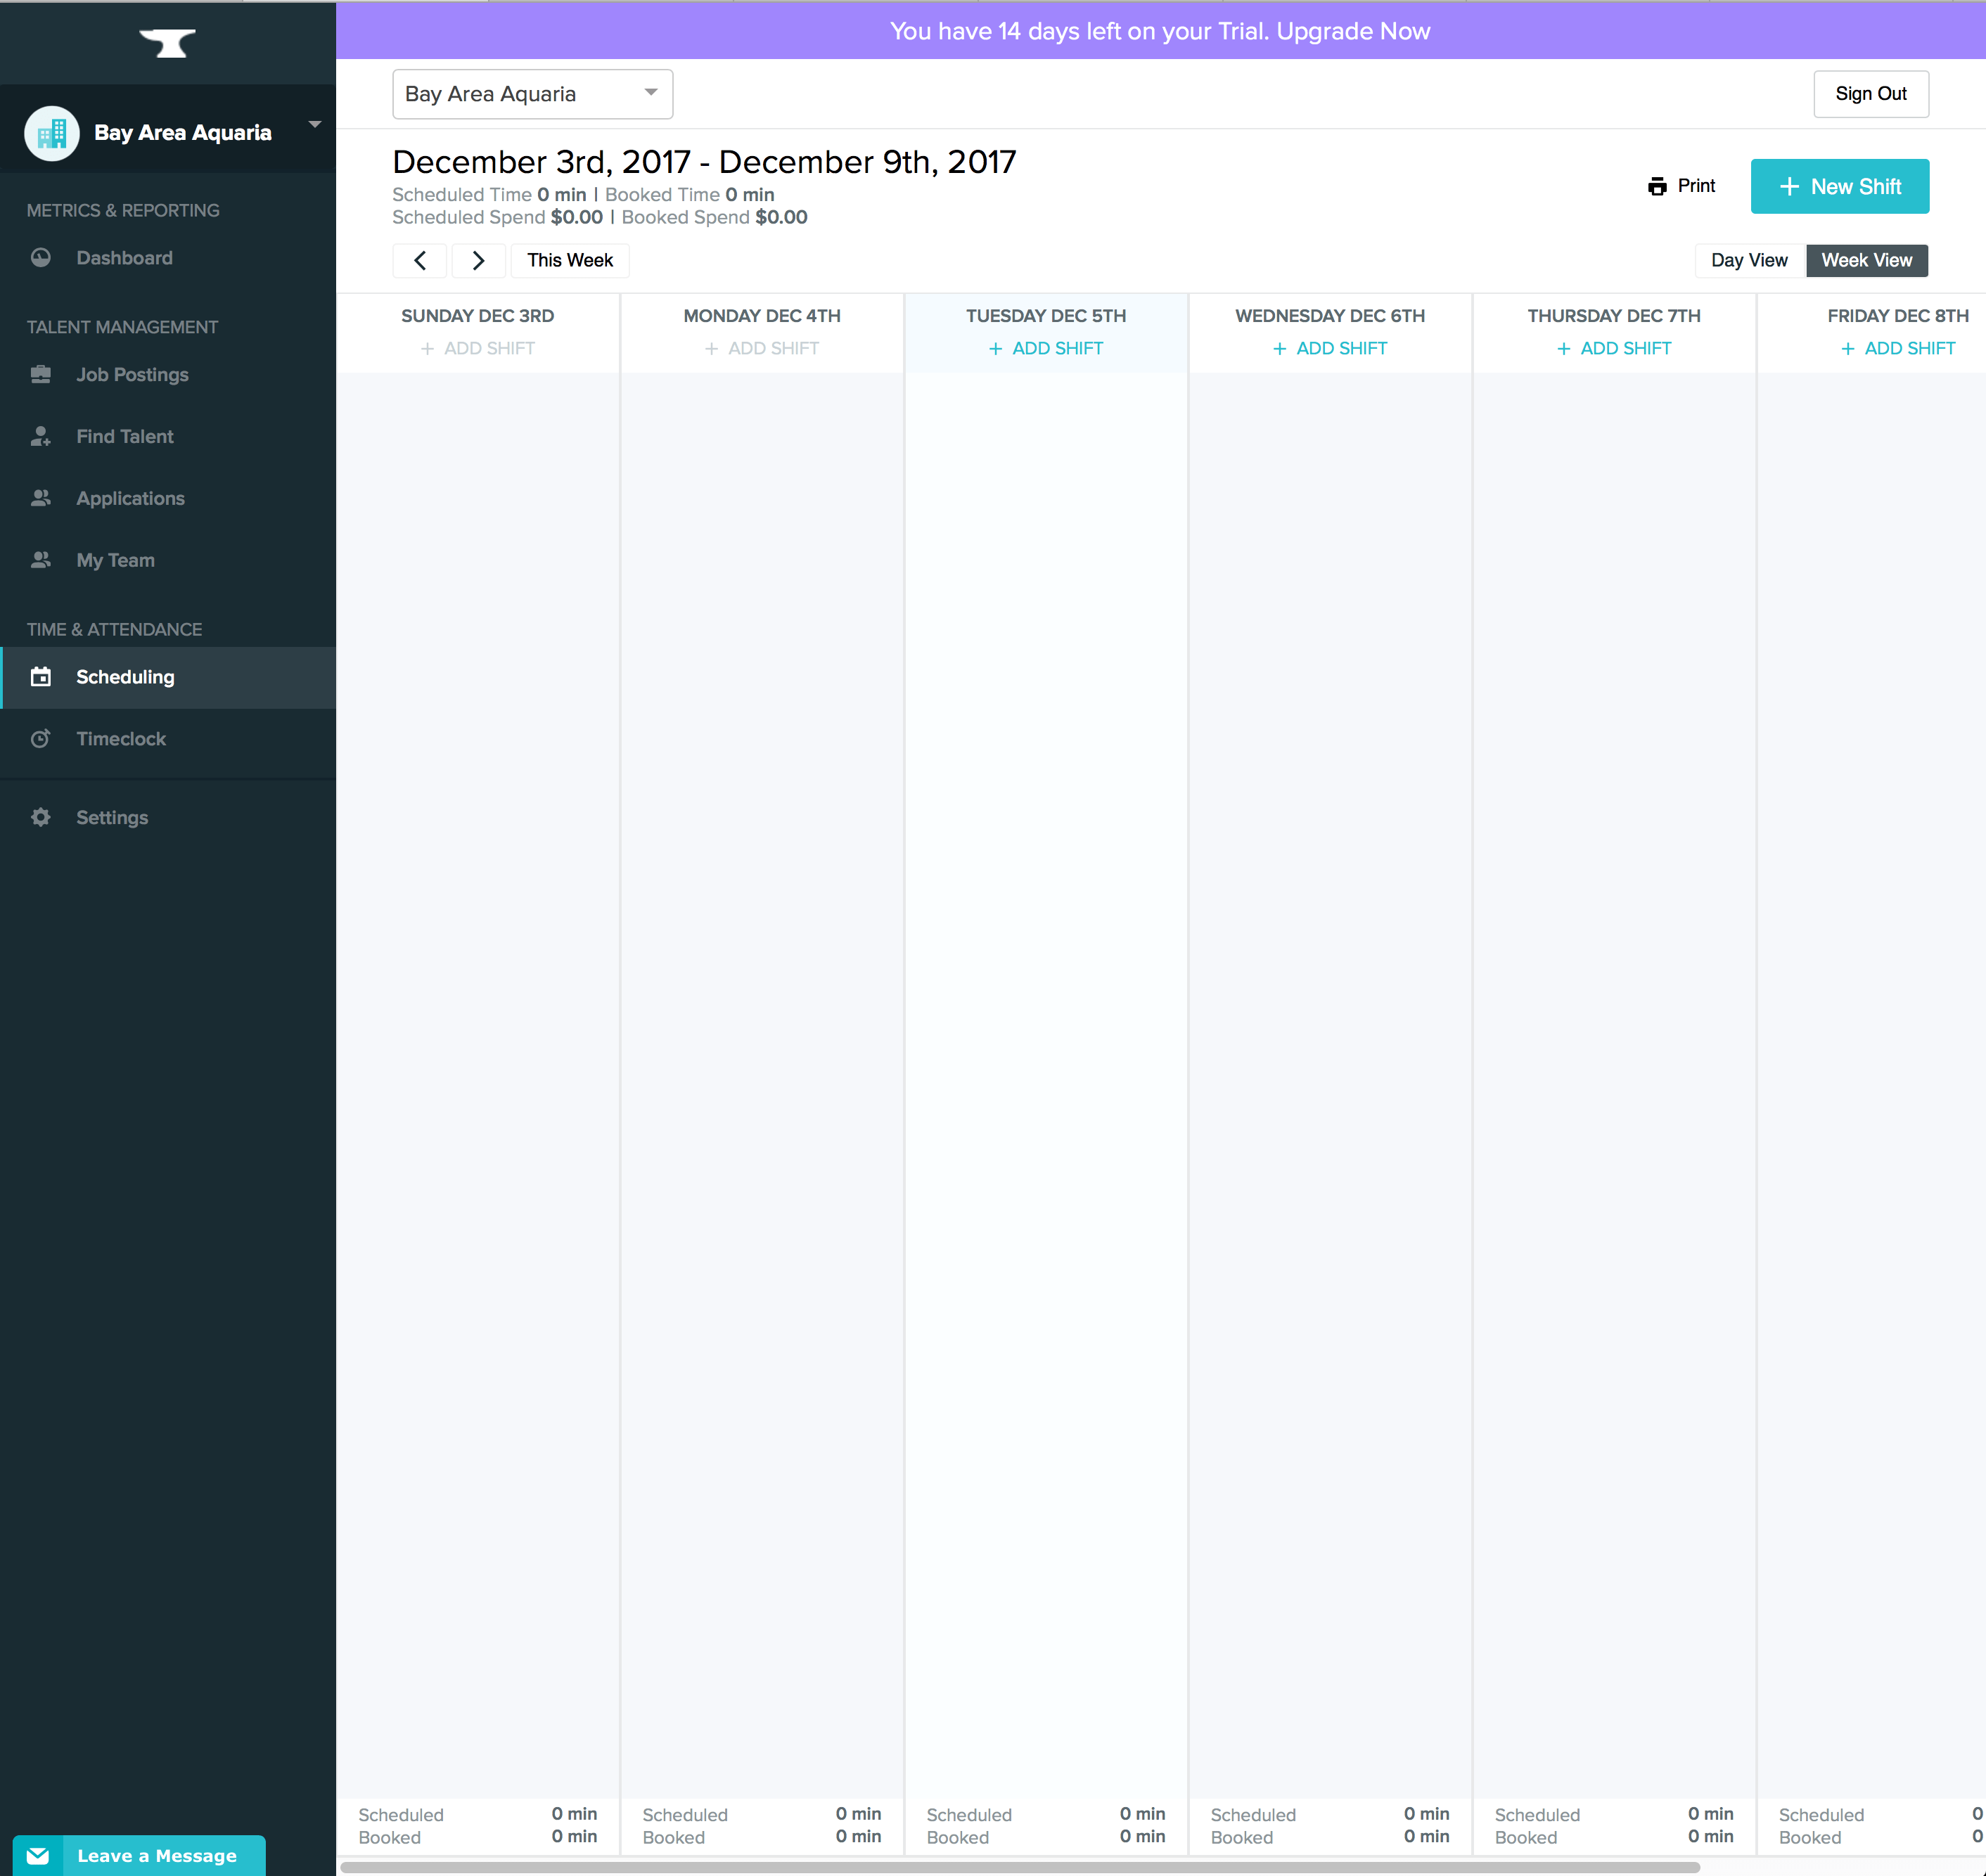 You have 14 days left on your Trial. Upgrade Now
Bay Area Aquaria
Sign Out
Bay Area Aquaria
METRICS & REPORTING
Dashboard
TALENT MANAGEMENT
Job Postings
Find Talent
Applications
My Team
TIME & ATTENDANCE
Scheduling
Timeclock
Settings
Leave a Message
December 3rd, 2017 - December 9th, 2017
Scheduled Time 0 min | Booked Time 0 min
Scheduled Spend $0.00 | Booked Spend $0.00
Print
+ New Shift
This Week
Day View Week View
SUNDAY DEC 3RD
+ ADD SHIFT
MONDAY DEC 4TH
+ ADD SHIFT
TUESDAY DEC 5TH
+ ADD SHIFT
WEDNESDAY DEC 6TH
+ ADD SHIFT
THURSDAY DEC 7TH
+ ADD SHIFT
FRIDAY DEC 8TH
+ ADD SHIFT
Scheduled 0 min
Booked 0 min
Scheduled 0 min
Booked 0 min
Scheduled 0 min
Booked 0 min
Scheduled 0 min
Booked 0 min
Scheduled 0 min
Booked 0 min
Scheduled 0
Booked 0